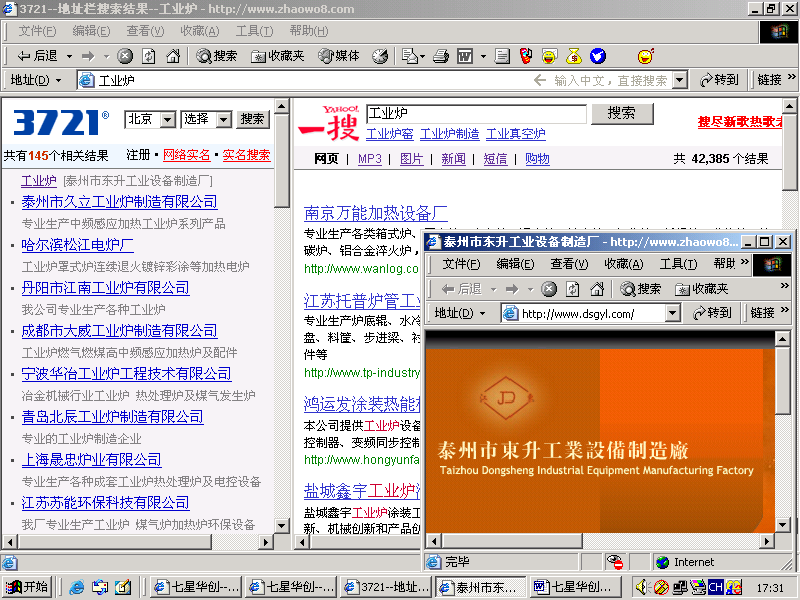 3721--地址栏搜索结果--工业炉 - http://www.zhaowo8.com
文件(F) 编辑(E) 查看(V) 收藏(A) 工具(T) 帮助(H)
后退 搜索 收藏夹 媒体
地址(D) 工业炉 输入中文，直接搜索 转到 链接 »
3721® 北京 选择 搜索
共有145个相关结果 注册 · 网络实名 · 实名搜索
工业炉 [泰州市东升工业设备制造厂]
· 泰州市久立工业炉制造有限公司
专业生产中频感应加热工业炉系列产品
· 哈尔滨松江电炉厂
工业炉罩式炉连续退火镀锌彩涂等加热电炉
· 丹阳市江南工业炉有限公司
我公司专业生产各种工业炉
· 成都市大威工业炉制造有限公司
工业炉燃气燃煤高中频感应加热炉及配件
· 宁波华冶工业炉工程技术有限公司
冶金机械行业工业炉 热处理炉及煤气发生炉
· 青岛北辰工业炉制造有限公司
专业的工业炉制造企业
· 上海晟忠炉业有限公司
专业生产各种成套工业炉热处理炉及电控设备
· 江苏苏能环保科技有限公司
我厂专业生产工业炉 煤气炉加热炉环保设备
YAHOO! 一搜 工业炉 搜索
工业炉窑 工业炉制造 工业真空炉
搜尽新歌热歌
网页 | MP3 | 图片 | 新闻 | 短信 | 购物 共 42,385 个结果
南京万能加热设备厂
专业生产各类箱式炉、
碳炉、铝合金淬火炉，
http://www.wanlog.co
江苏托普炉管工业
专业生产炉底辊、水冷
盘、料筐、步进梁、衬
件等
http://www.tp-industry
鸿运发涂装热能
本公司提供工业炉设备
控制器、变频同步控制
http://www.hongyunfa
盐城鑫宇工业炉
盐城鑫宇工业炉涂装工
新、机械创新和产品创
泰州市东升工业设备制造厂 - http://www.zhaowo8...
文件(F) 编辑(E) 查看(V) 收藏(A) 工具(T) 帮助 »
后退 搜索 收藏夹 »
地址(D) http://www.dsgyl.com/ 转到 链接 »
JD
泰州市東升工業設備制造廠
Taizhou Dongsheng Industrial Equipment Manufacturing Factory
完毕 Internet
开始 七星华创-... 七星华创-... 3721--地址... 泰州市东... 七星华创... CH 17:31